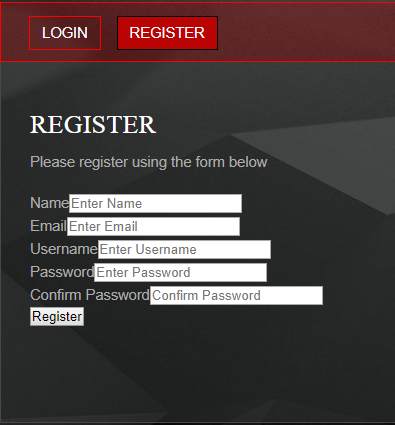 LOGIN REGISTER
REGISTER
Please register using the form below
Name Enter Name
Email Enter Email
Username Enter Username
Password Enter Password
Confirm Password Confirm Password
Register